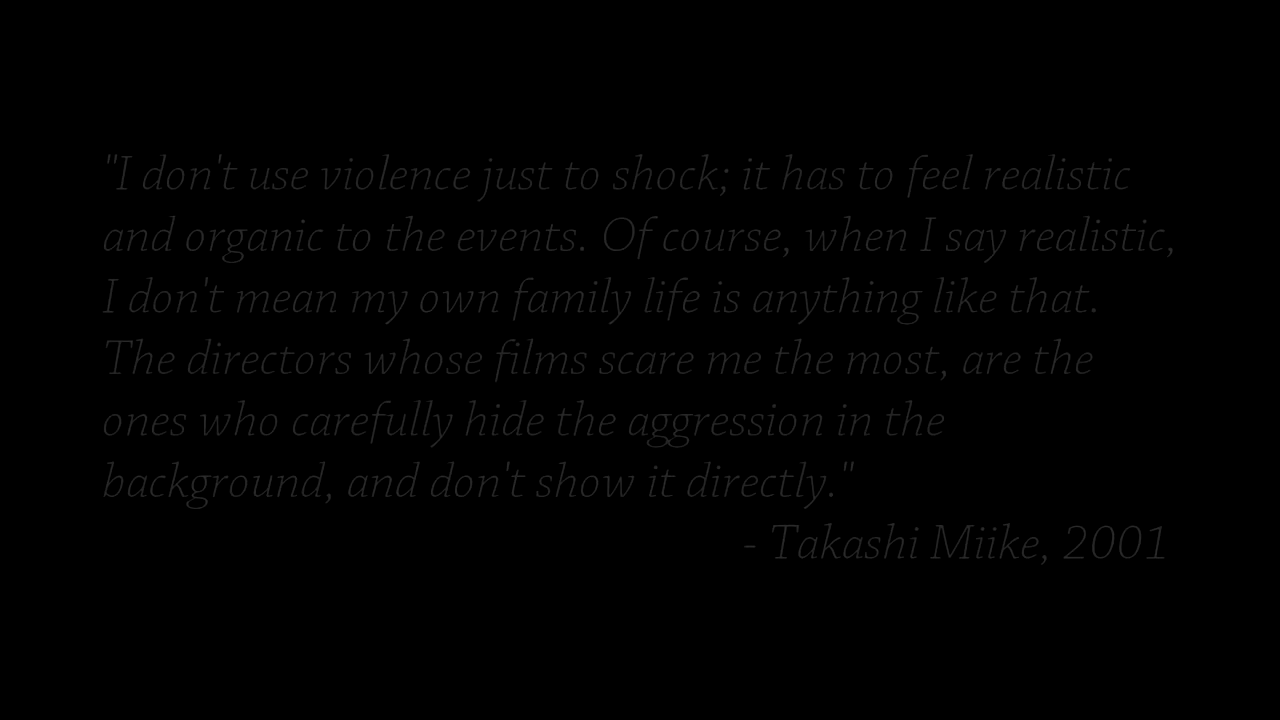 "I don't use violence just to shock; it has to feel realistic
and organic to the events. Of course, when I say realistic,
I don't mean my own family life is anything like that.
The directors whose films scare me the most, are the
ones who carefully hide the aggression in the
background, and don't show it directly."
- Takashi Miike, 2001